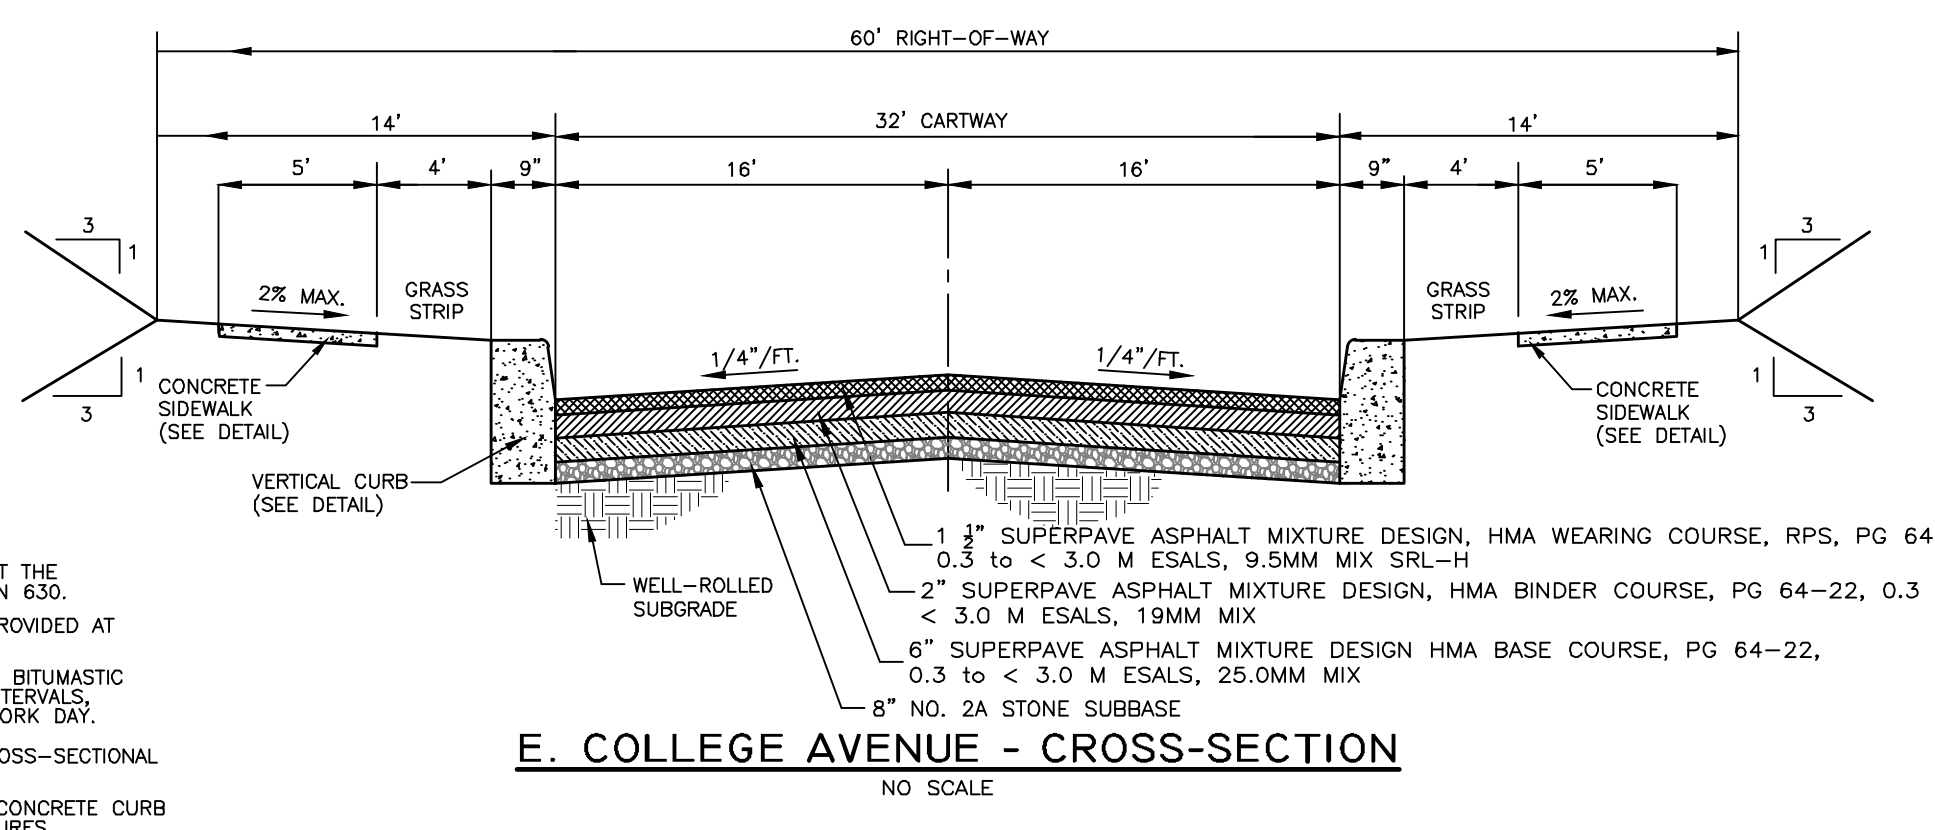 60' RIGHT-OF-WAY
14'
32' CARTWAY
14'
5'
4'
9"
16'
16'
9"
4'
5'
3
1
1
3
2% MAX.
GRASS
STRIP
GRASS
STRIP
2% MAX.
1/4"/FT.
1/4"/FT.
3
1
1
3
CONCRETE
SIDEWALK
(SEE DETAIL)
CONCRETE
SIDEWALK
(SEE DETAIL)
VERTICAL CURB
(SEE DETAIL)
WELL-ROLLED
SUBGRADE
1 1/2" SUPERPAVE ASPHALT MIXTURE DESIGN, HMA WEARING COURSE, RPS, PG 64
0.3 to < 3.0 M ESALS, 9.5MM MIX SRL-H
2" SUPERPAVE ASPHALT MIXTURE DESIGN, HMA BINDER COURSE, PG 64-22, 0.3
< 3.0 M ESALS, 19MM MIX
6" SUPERPAVE ASPHALT MIXTURE DESIGN HMA BASE COURSE, PG 64-22,
0.3 to < 3.0 M ESALS, 25.0MM MIX
8" NO. 2A STONE SUBBASE
T THE
N 630.
ROVIDED AT
BITUMASTIC
TERVALS,
ORK DAY.
OSS-SECTIONAL
CONCRETE CURB
E. COLLEGE AVENUE - CROSS-SECTION
NO SCALE